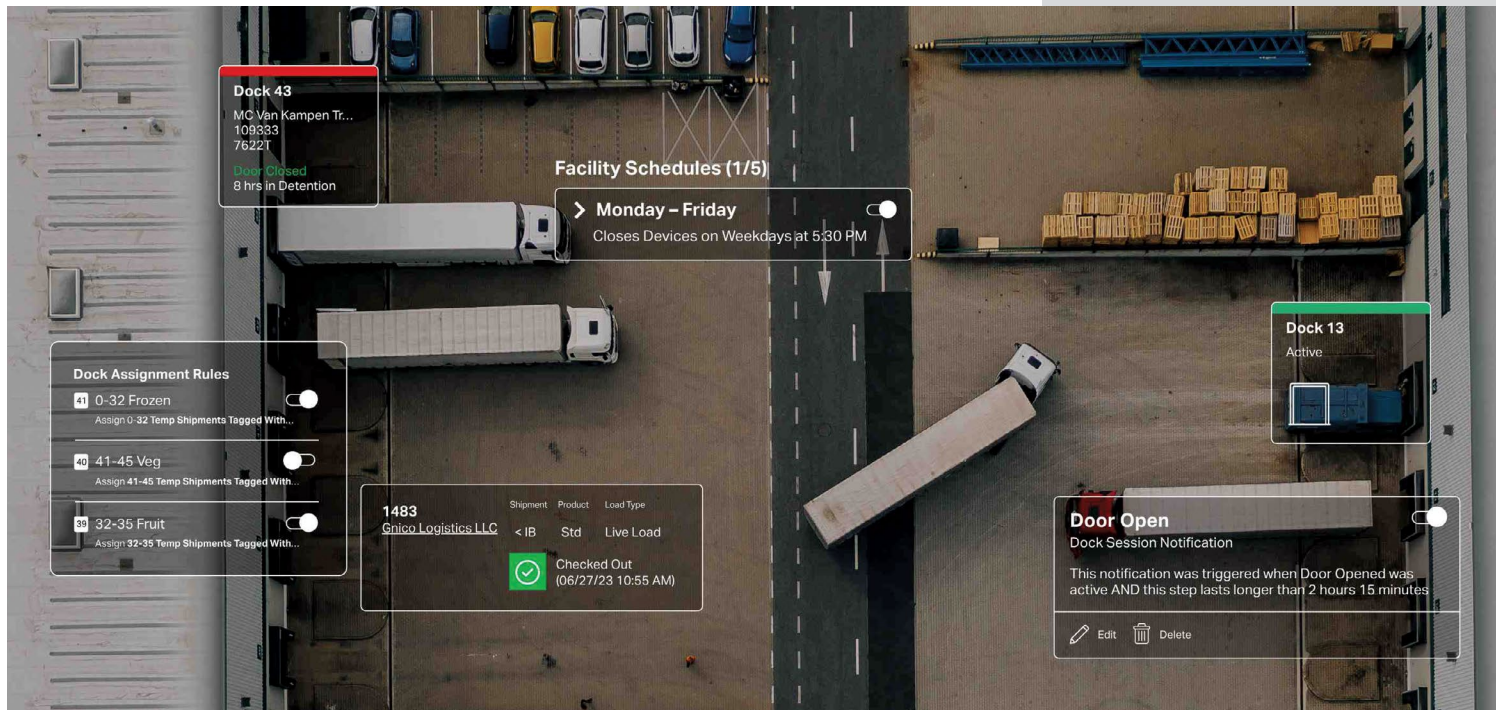 Dock 43
MC Van Kampen Tr...
109333
7622T
Door Closed
8 hrs in Detention
Facility Schedules (1/5)
Monday – Friday
Closes Devices on Weekdays at 5:30 PM
Dock 13
Active
Dock Assignment Rules
41 0-32 Frozen
Assign 0-32 Temp Shipments Tagged With...
40 41-45 Veg
Assign 41-45 Temp Shipments Tagged With...
39 32-35 Fruit
Assign 32-35 Temp Shipments Tagged With...
1483
Gnico Logistics LLC
Shipment Product Load Type
< IB Std Live Load
Checked Out
(06/27/23 10:55 AM)
Door Open
Dock Session Notification
This notification was triggered when Door Opened was
active AND this step lasts longer than 2 hours 15 minutes
Edit Delete